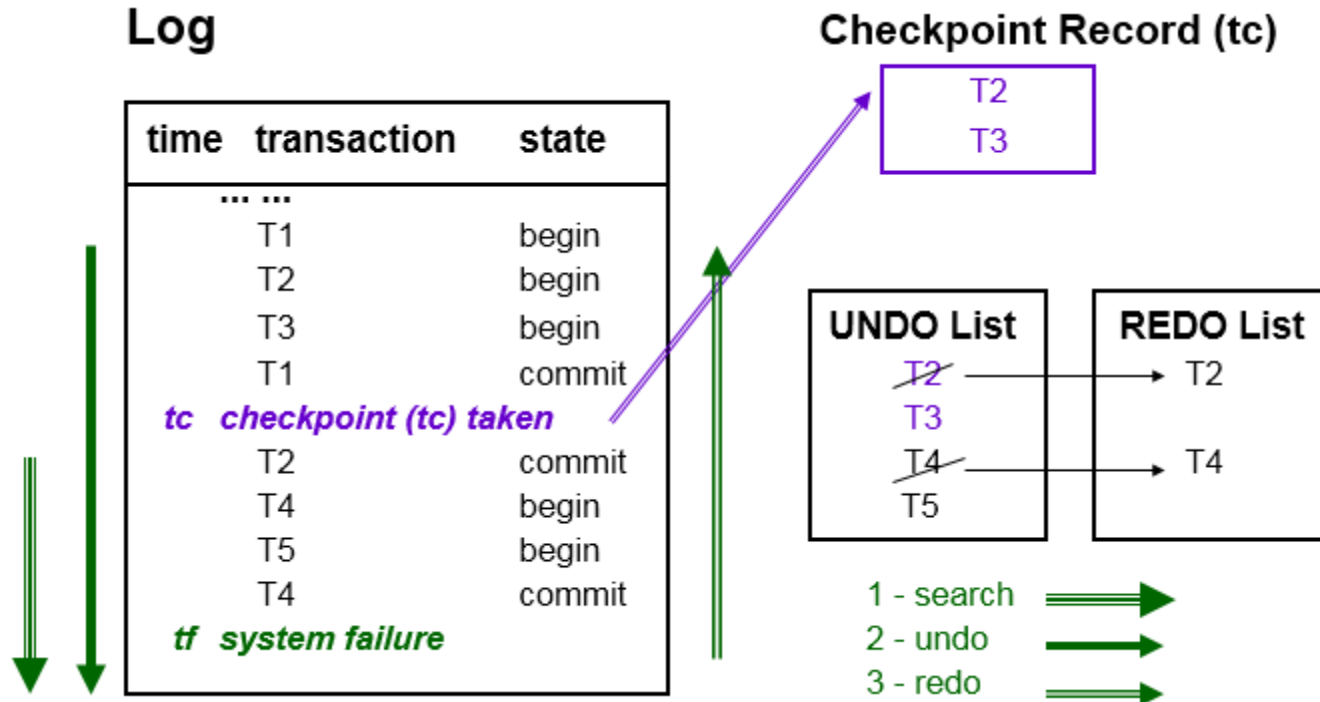 Log
time transaction state
... ...
T1 begin
T2 begin
T3 begin
T1 commit
tc checkpoint (tc) taken
T2 commit
T4 begin
T5 begin
T4 commit
tf system failure
Checkpoint Record (tc)
T2
T3
UNDO List
T2
T3
T4
T5
REDO List
T2
T4
1 - search
2 - undo
3 - redo